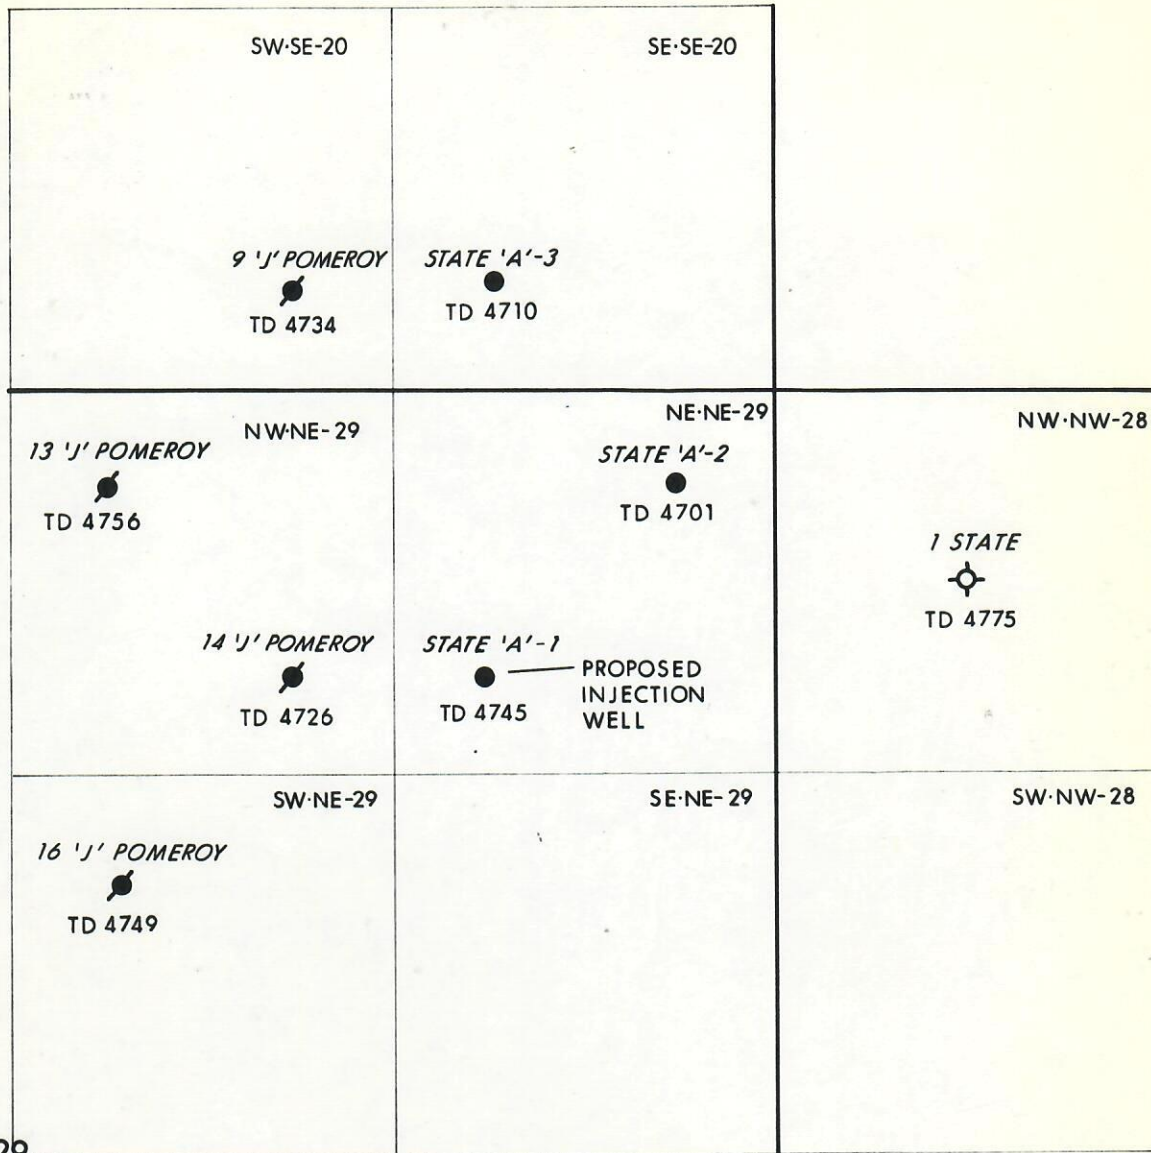 SW·SE-20
SE·SE-20
9 'J' POMEROY
TD 4734
STATE 'A'-3
TD 4710
NW·NE-29
NE·NE-29
NW·NW-28
13 'J' POMEROY
TD 4756
STATE 'A'-2
TD 4701
1 STATE
TD 4775
14 'J' POMEROY
TD 4726
STATE 'A'-1
TD 4745
PROPOSED
INJECTION
WELL
SW·NE-29
SE·NE-29
SW·NW-28
16 'J' POMEROY
TD 4749
29